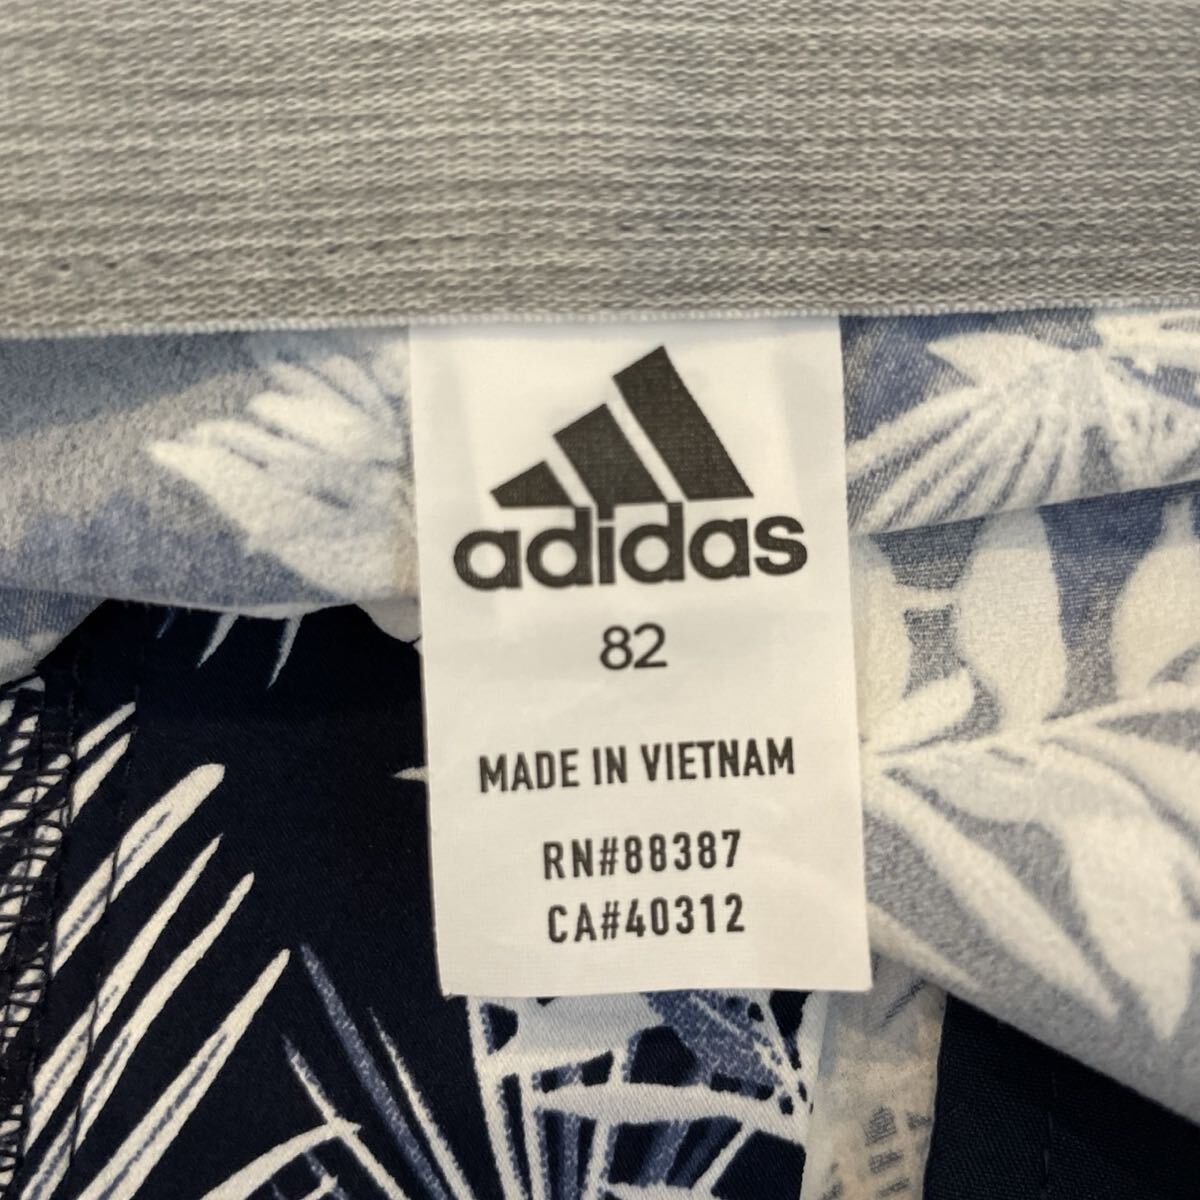 adidas
82
MADE IN VIETNAM
RN#88387
CA#40312